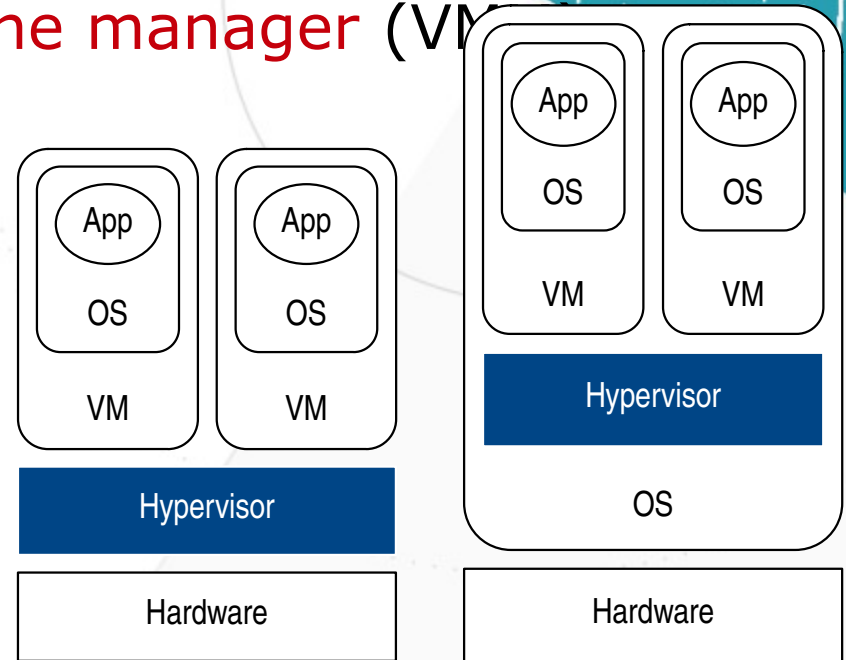 ne manager (VM
App App
OS OS
VM VM
Hypervisor
Hardware
App App
OS OS
VM VM
Hypervisor
OS
Hardware